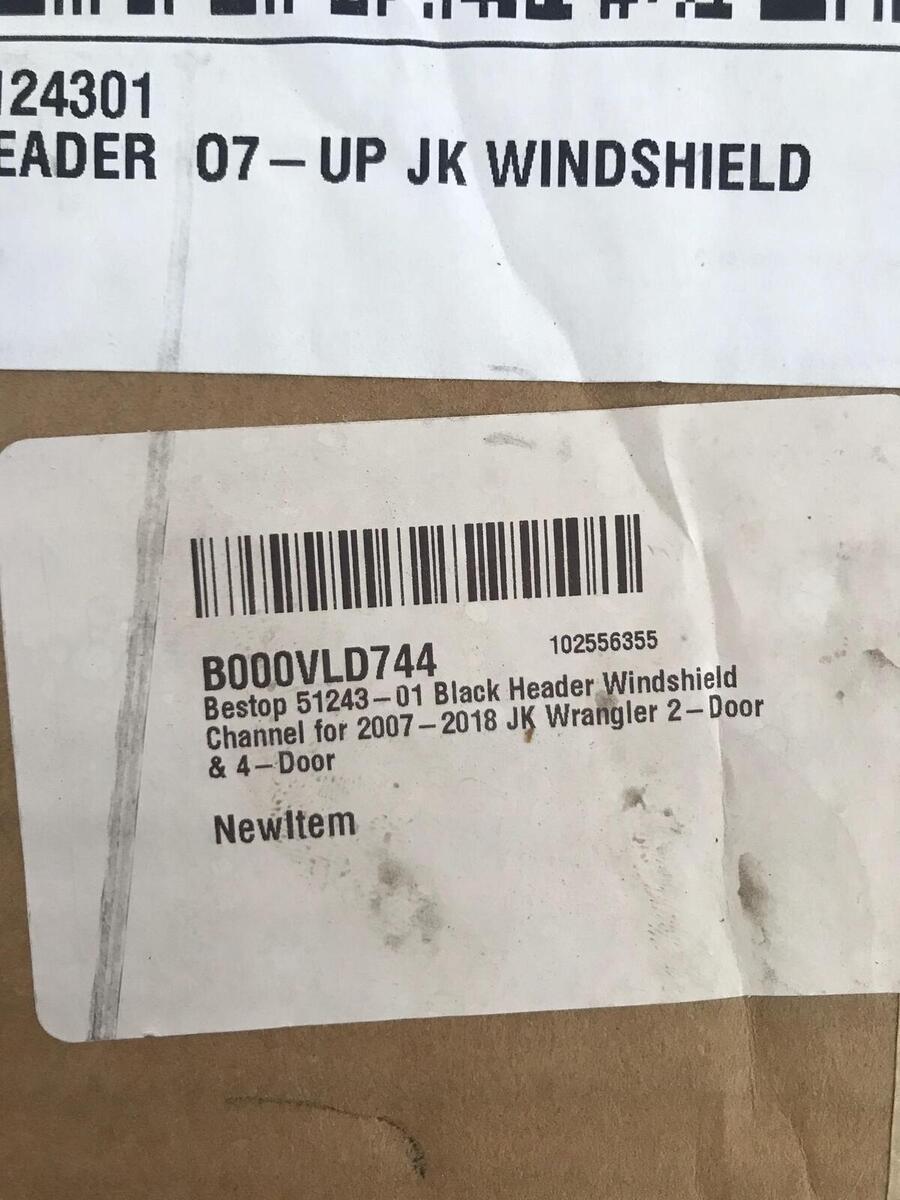 124301
EADER 07-UP JK WINDSHIELD
B000VLD744
102556355
Bestop 51243-01 Black Header Windshield
Channel for 2007-2018 JK Wrangler 2-Door
& 4-Door
NewItem